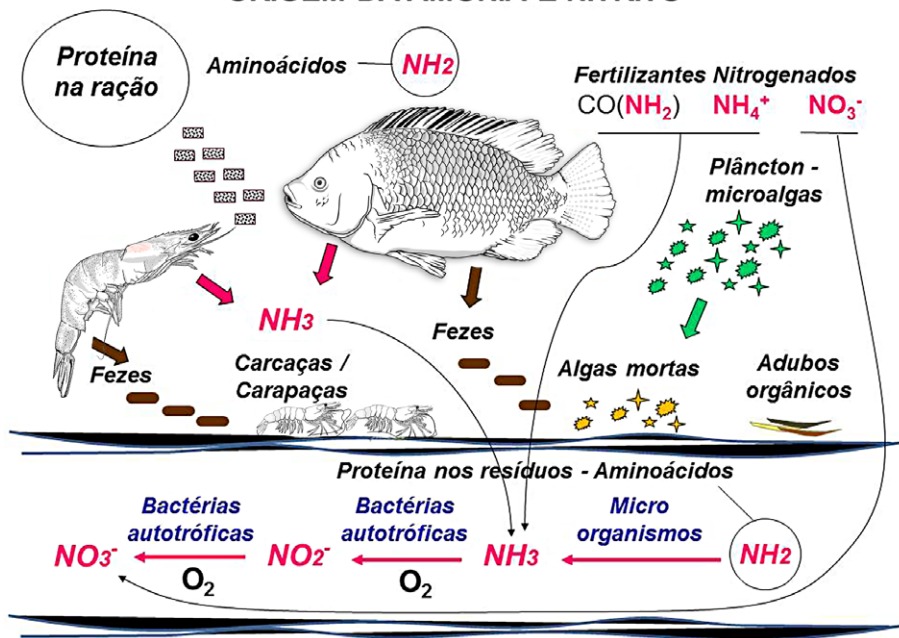 Proteína
na ração
Aminoácidos
NH2
Fertilizantes Nitrogenados
CO(NH₂)
NH₄⁺
NO₃⁻
Plâncton -
microalgas
NH3
Fezes
Fezes
Carcaças /
Carapaças
Algas mortas
Adubos
orgânicos
Proteína nos resíduos - Aminoácidos
Bactérias
autotróficas
Bactérias
autotróficas
Micro
organismos
NO3⁻
O₂
NO2⁻
O₂
NH3
NH2